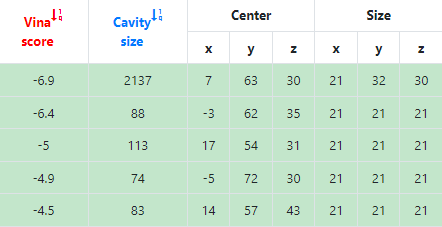 Vina score Cavity size Center Size
x y z x y z
-6.9 2137 7 63 30 21 32 30
-6.4 88 -3 62 35 21 21 21
-5 113 17 54 31 21 21 21
-4.9 74 -5 72 30 21 21 21
-4.5 83 14 57 43 21 21 21